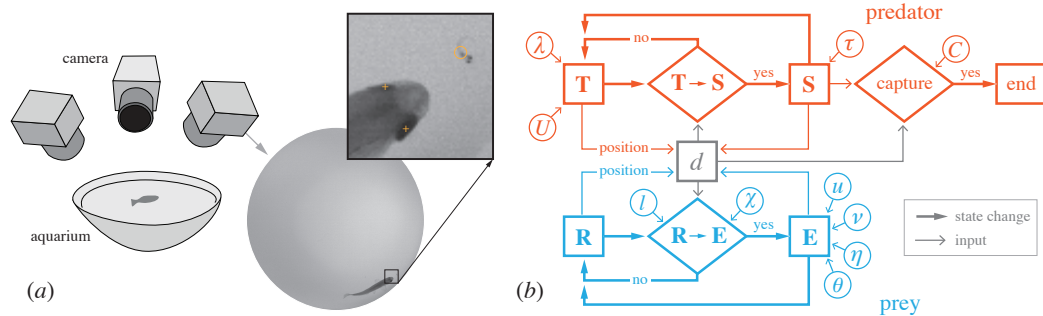 camera
aquarium
(a)
predator
λ
no
τ
C
T
T → S
yes
S
capture
yes
end
U
position
d
position
l
χ
u
R
R → E
yes
E
ν
η
θ
no
state change
input
(b)
prey